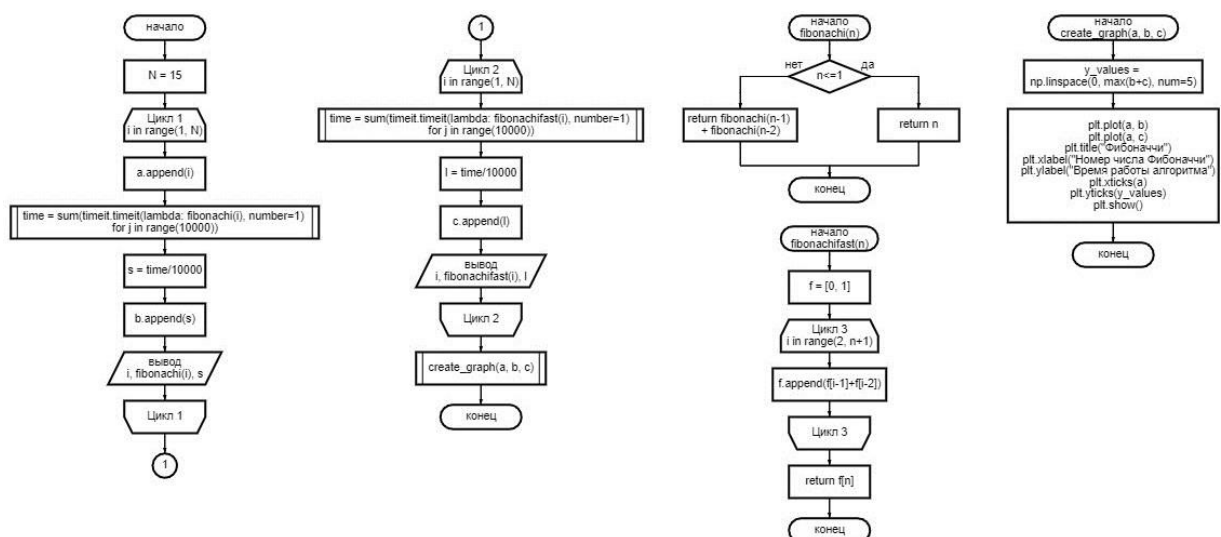 начало
N = 15
Цикл 1
i in range(1, N)
a.append(i)
time = sum(timeit.timeit(lambda: fibonachi(i), number=1)
for j in range(10000))
s = time/10000
b.append(s)
вывод
i, fibonachi(i), s
Цикл 1
1
1
Цикл 2
i in range(1, N)
time = sum(timeit.timeit(lambda: fibonachifast(i), number=1)
for j in range(10000))
l = time/10000
c.append(l)
вывод
i, fibonachifast(i), l
Цикл 2
create_graph(a, b, c)
конец
начало
fibonachi(n)
нет
да
n<=1
return fibonachi(n-1)
+ fibonachi(n-2)
return n
конец
начало
fibonachifast(n)
f = [0, 1]
Цикл 3
i in range(2, n+1)
f.append(f[i-1]+f[i-2])
Цикл 3
return f[n]
конец
начало
create_graph(a, b, c)
y_values =
np.linspace(0, max(b+c), num=5)
plt.plot(a, b)
plt.plot(a, c)
plt.title("Фибоначчи")
plt.xlabel("Номер числа Фибоначчи")
plt.ylabel("Время работы алгоритма")
plt.xticks(a)
plt.yticks(y_values)
plt.show()
конец